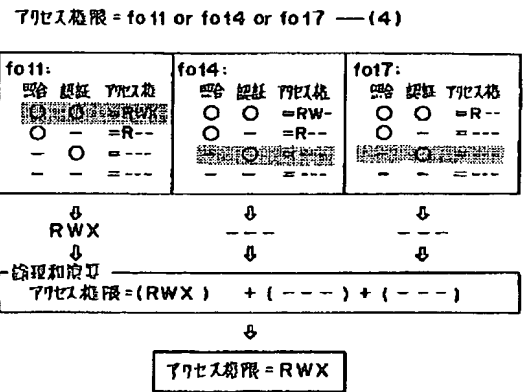 アクセス権限 = fo11 or fo14 or fo17 ──(4)
fo11: fo14: fo17:
照合 認証 アクセス権 照合 認証 アクセス権 照合 認証 アクセス権
○ ○ =RWX ○ ○ =RW- ○ ○ =R--
○ - =R-- ○ - =R-- ○ - =---
- ○ =--- - ○ =--- - ○ =---
- - =--- - - =--- - - =---
⇩ ⇩ ⇩
RWX --- ---
⇩ ⇩ ⇩
論理和演算
アクセス権限=(RWX ) + ( --- ) + ( --- )
⇩
アクセス権限=RWX